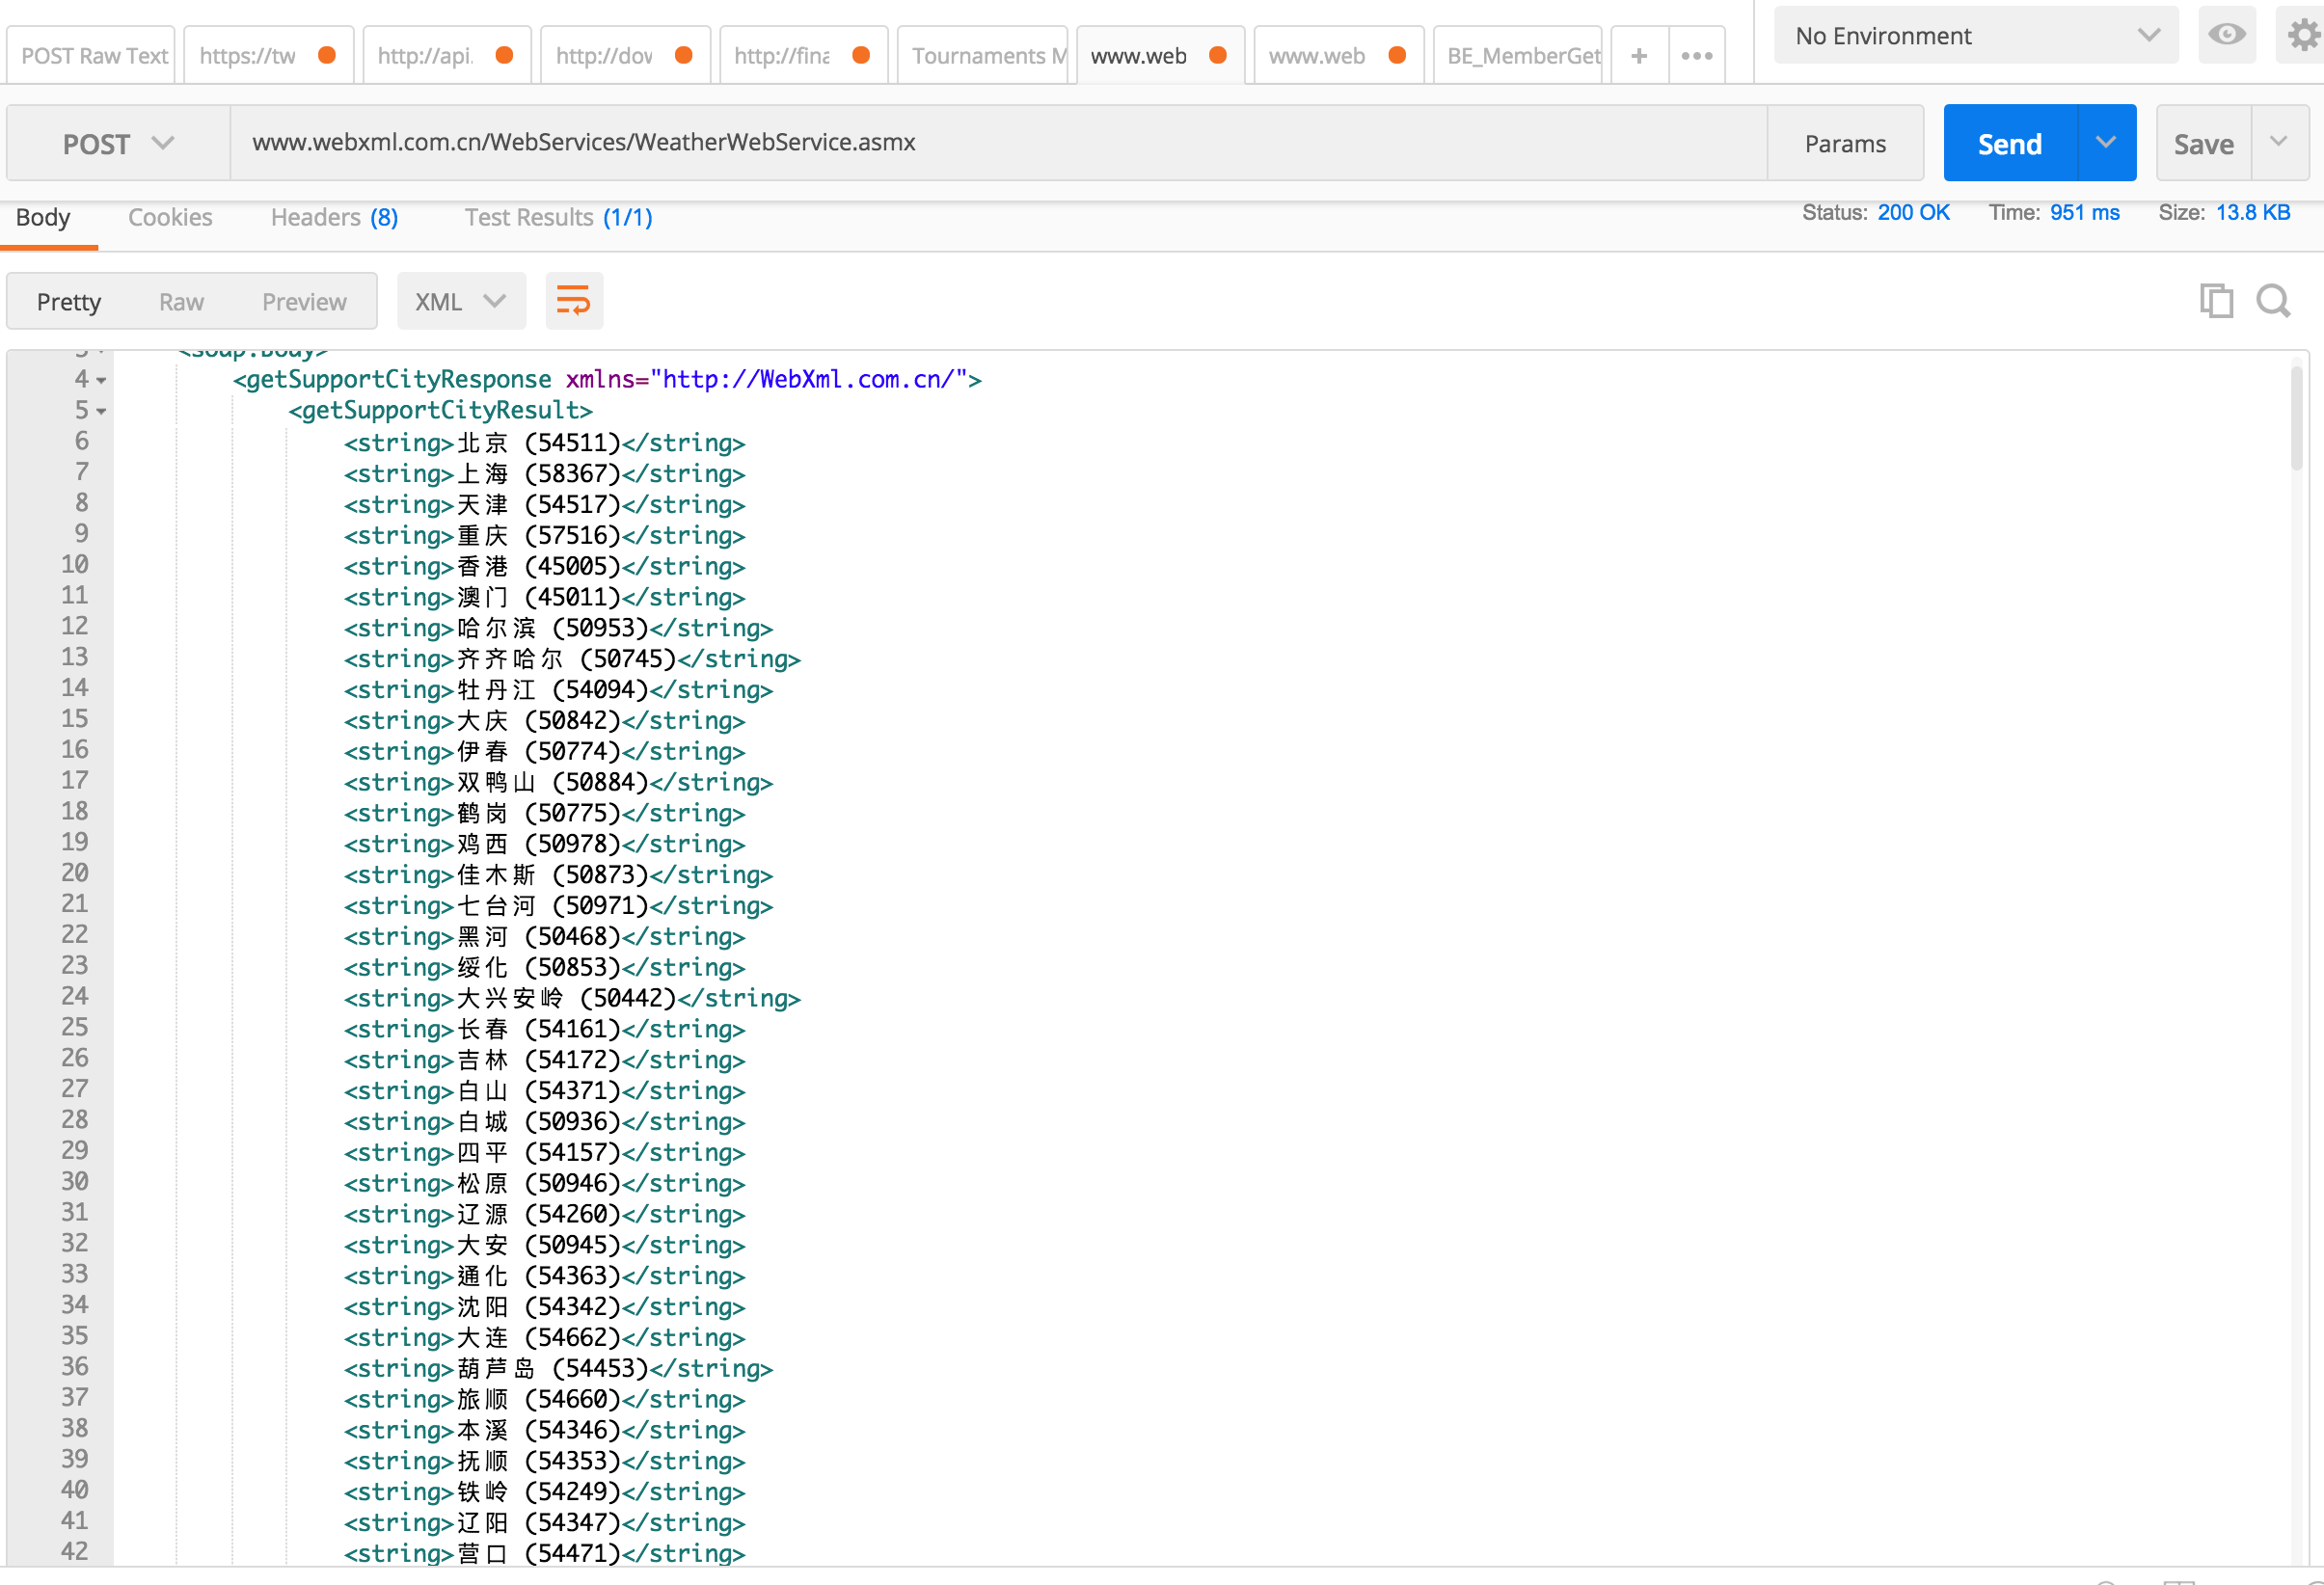 POST Raw Text https://tw http://api. http://dov http://fina Tournaments M www.web www.web BE_MemberGet + ••• No Environment
POST www.webxml.com.cn/WebServices/WeatherWebService.asmx Params Send Save
Body Cookies Headers (8) Test Results (1/1) Status: 200 OK Time: 951 ms Size: 13.8 KB
Pretty Raw Preview XML
3 <soap:Body>
4 <getSupportCityResponse xmlns="http://WebXml.com.cn/">
5 <getSupportCityResult>
6 <string>北京 (54511)</string>
7 <string>上海 (58367)</string>
8 <string>天津 (54517)</string>
9 <string>重庆 (57516)</string>
10 <string>香港 (45005)</string>
11 <string>澳门 (45011)</string>
12 <string>哈尔滨 (50953)</string>
13 <string>齐齐哈尔 (50745)</string>
14 <string>牡丹江 (54094)</string>
15 <string>大庆 (50842)</string>
16 <string>伊春 (50774)</string>
17 <string>双鸭山 (50884)</string>
18 <string>鹤岗 (50775)</string>
19 <string>鸡西 (50978)</string>
20 <string>佳木斯 (50873)</string>
21 <string>七台河 (50971)</string>
22 <string>黑河 (50468)</string>
23 <string>绥化 (50853)</string>
24 <string>大兴安岭 (50442)</string>
25 <string>长春 (54161)</string>
26 <string>吉林 (54172)</string>
27 <string>白山 (54371)</string>
28 <string>白城 (50936)</string>
29 <string>四平 (54157)</string>
30 <string>松原 (50946)</string>
31 <string>辽源 (54260)</string>
32 <string>大安 (50945)</string>
33 <string>通化 (54363)</string>
34 <string>沈阳 (54342)</string>
35 <string>大连 (54662)</string>
36 <string>葫芦岛 (54453)</string>
37 <string>旅顺 (54660)</string>
38 <string>本溪 (54346)</string>
39 <string>抚顺 (54353)</string>
40 <string>铁岭 (54249)</string>
41 <string>辽阳 (54347)</string>
42 <string>营口 (54471)</string>